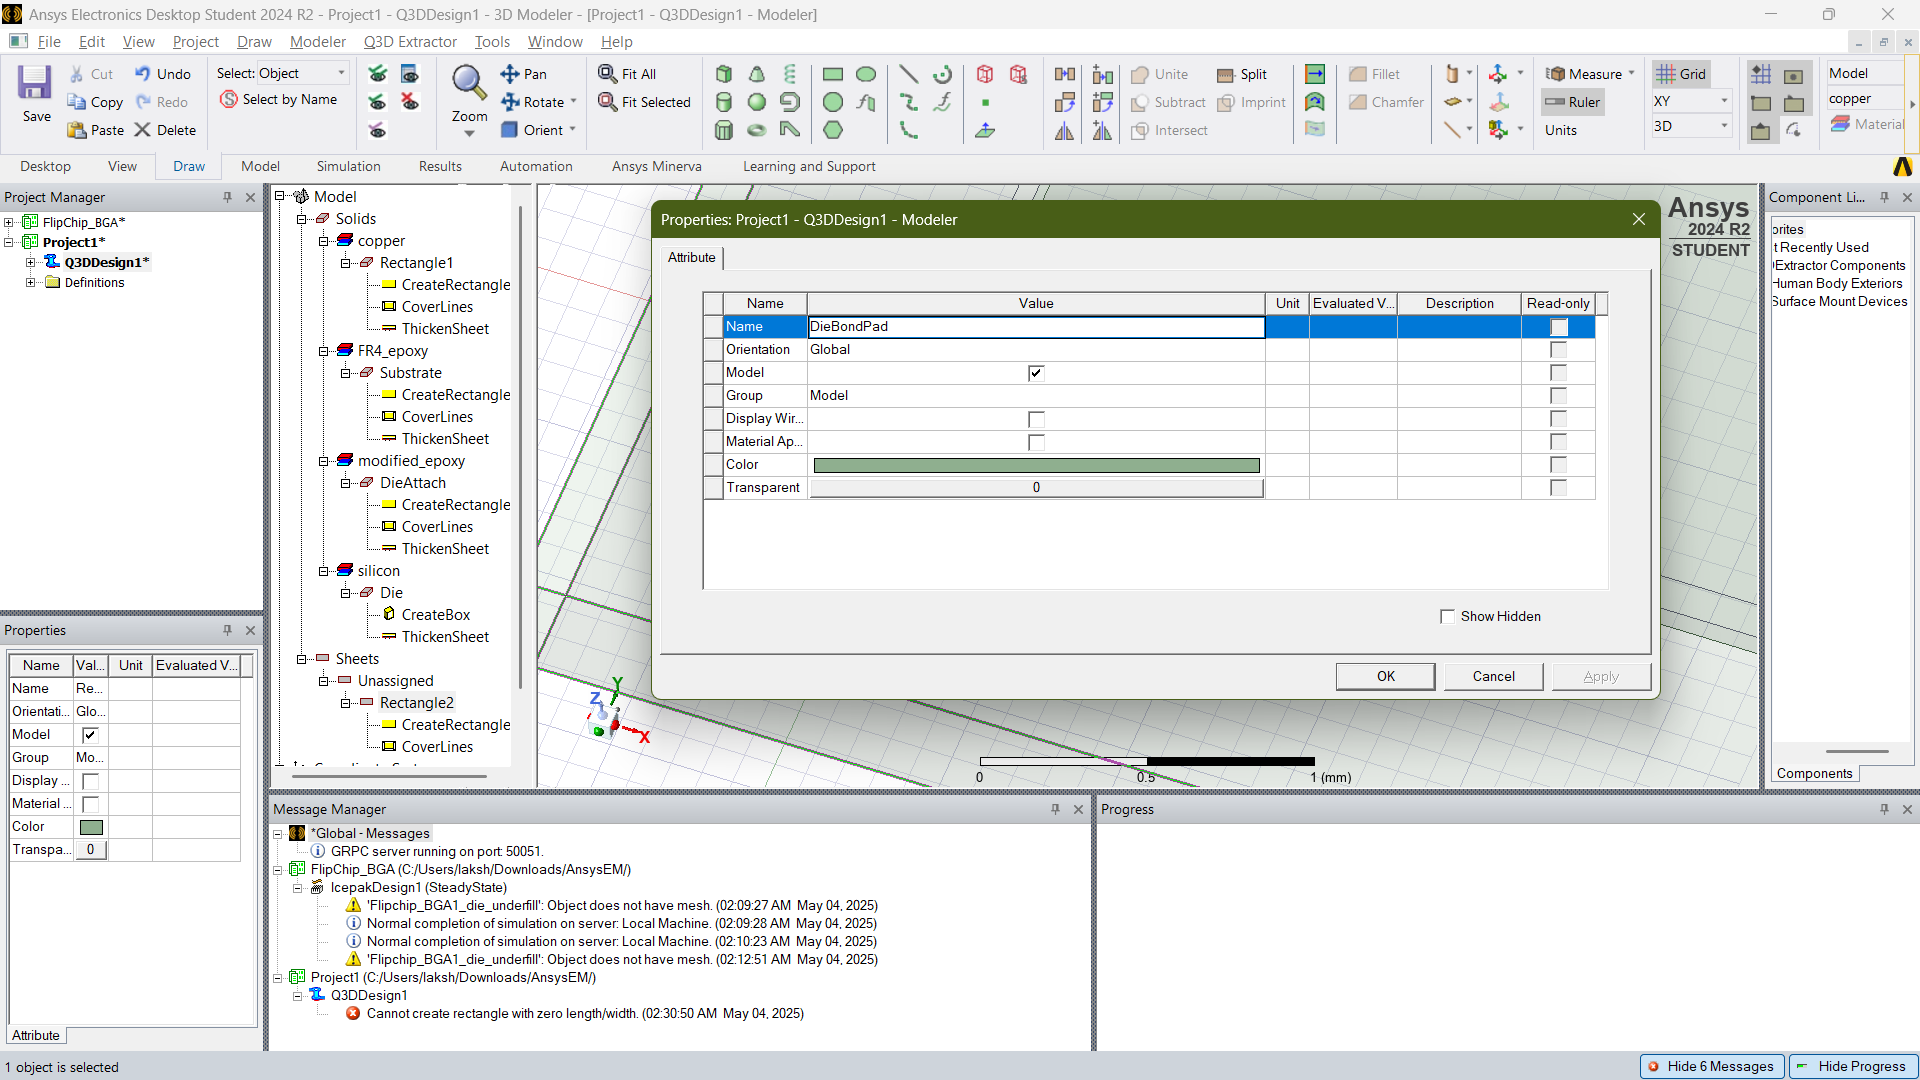 Ansys Electronics Desktop Student 2024 R2 - Project1 - Q3DDesign1 - 3D Modeler - [Project1 - Q3DDesign1 - Modeler]
File Edit View Project Draw Modeler Q3D Extractor Tools Window Help
Save
Cut
Copy
Paste
Undo
Redo
Delete
Select: Object
Select by Name
Zoom
Pan
Rotate
Orient
Fit All
Fit Selected
Unite
Subtract
Intersect
Split
Imprint
Fillet
Chamfer
Measure
Ruler
Units
Grid
XY
3D
Model
copper
Material
Desktop View Draw Model Simulation Results Automation Ansys Minerva Learning and Support
Project Manager
FlipChip_BGA*
Project1*
Q3DDesign1*
Definitions
Properties
Name Val... Unit Evaluated V...
Name Re...
Orientati... Glo...
Model
Group Mo...
Display ...
Material ...
Color
Transpa... 0
Attribute
Model
Solids
copper
Rectangle1
CreateRectangle
CoverLines
ThickenSheet
FR4_epoxy
Substrate
CreateRectangle
CoverLines
ThickenSheet
modified_epoxy
DieAttach
CreateRectangle
CoverLines
ThickenSheet
silicon
Die
CreateBox
ThickenSheet
Sheets
Unassigned
Rectangle2
CreateRectangle
CoverLines
Properties: Project1 - Q3DDesign1 - Modeler
Attribute
Name Value Unit Evaluated V... Description Read-only
Name DieBondPad
Orientation Global
Model
Group Model
Display Wir...
Material Ap...
Color
Transparent 0
Show Hidden
OK Cancel Apply
Ansys
2024 R2
STUDENT
Z Y X
0 0.5 1 (mm)
Component Li...
orites
t Recently Used
Extractor Components
Human Body Exteriors
Surface Mount Devices
Components
Message Manager
*Global - Messages
GRPC server running on port: 50051.
FlipChip_BGA (C:/Users/laksh/Downloads/AnsysEM/)
IcepakDesign1 (SteadyState)
'Flipchip_BGA1_die_underfill': Object does not have mesh. (02:09:27 AM May 04, 2025)
Normal completion of simulation on server: Local Machine. (02:09:28 AM May 04, 2025)
Normal completion of simulation on server: Local Machine. (02:10:23 AM May 04, 2025)
'Flipchip_BGA1_die_underfill': Object does not have mesh. (02:12:51 AM May 04, 2025)
Project1 (C:/Users/laksh/Downloads/AnsysEM/)
Q3DDesign1
Cannot create rectangle with zero length/width. (02:30:50 AM May 04, 2025)
Progress
1 object is selected
Hide 6 Messages
Hide Progress